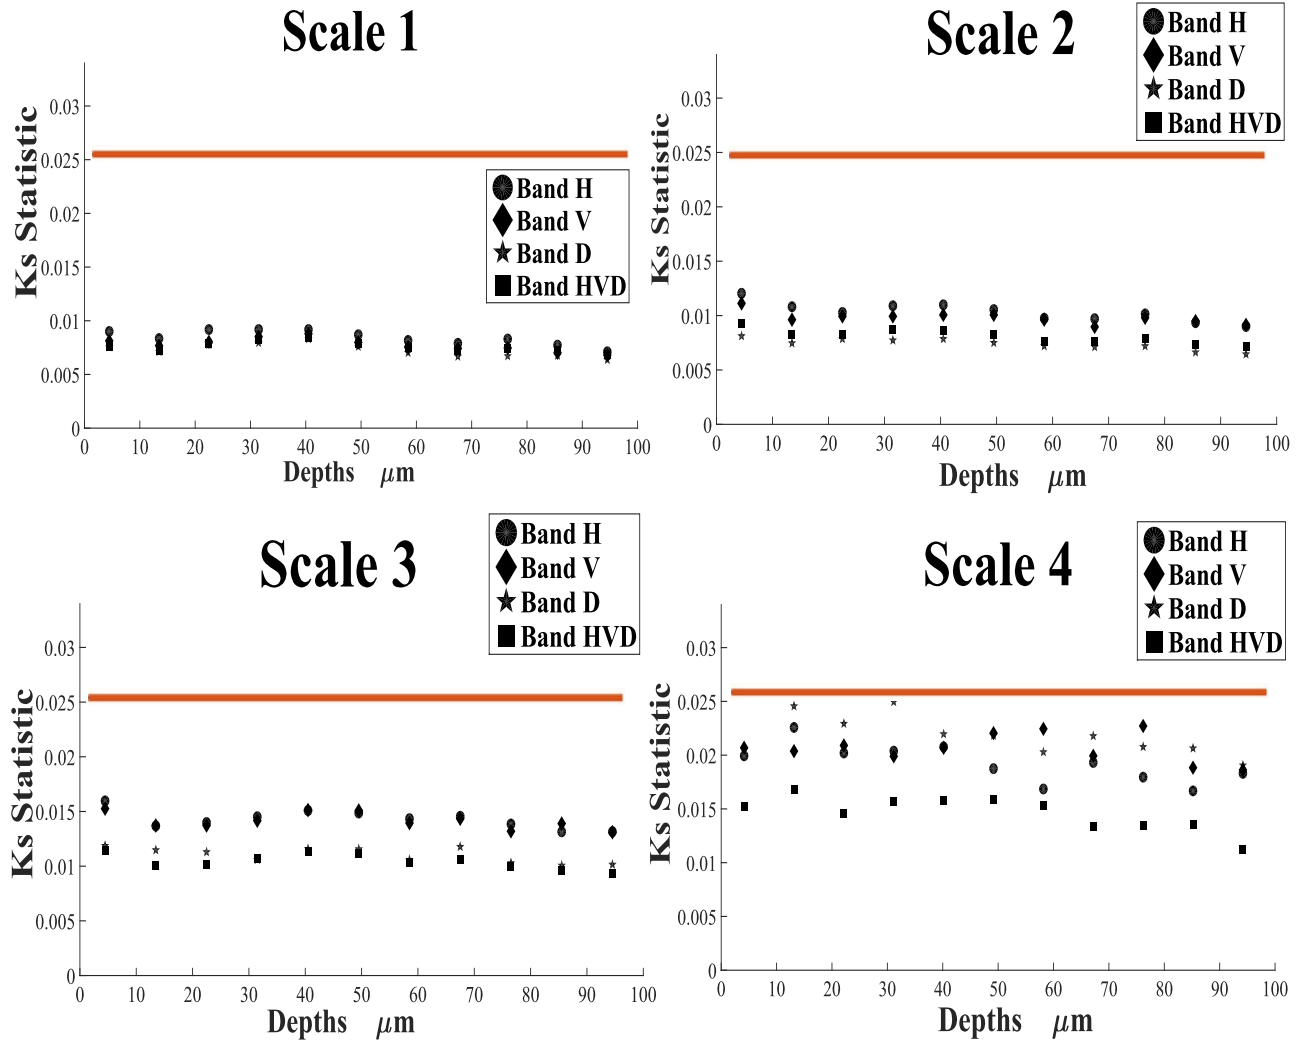 Scale 1
Ks Statistic
0.03
0.025
0.02
0.015
0.01
0.005
0
0 10 20 30 40 50 60 70 80 90 100
Depths μm
Band H
Band V
Band D
Band HVD
Scale 2
Ks Statistic
0.03
0.025
0.02
0.015
0.01
0.005
0
0 10 20 30 40 50 60 70 80 90 100
Depths μm
Band H
Band V
Band D
Band HVD
Scale 3
Ks Statistic
0.03
0.025
0.02
0.015
0.01
0.005
0
0 10 20 30 40 50 60 70 80 90 100
Depths μm
Band H
Band V
Band D
Band HVD
Scale 4
Ks Statistic
0.03
0.025
0.02
0.015
0.01
0.005
0
0 10 20 30 40 50 60 70 80 90 100
Depths μm
Band H
Band V
Band D
Band HVD